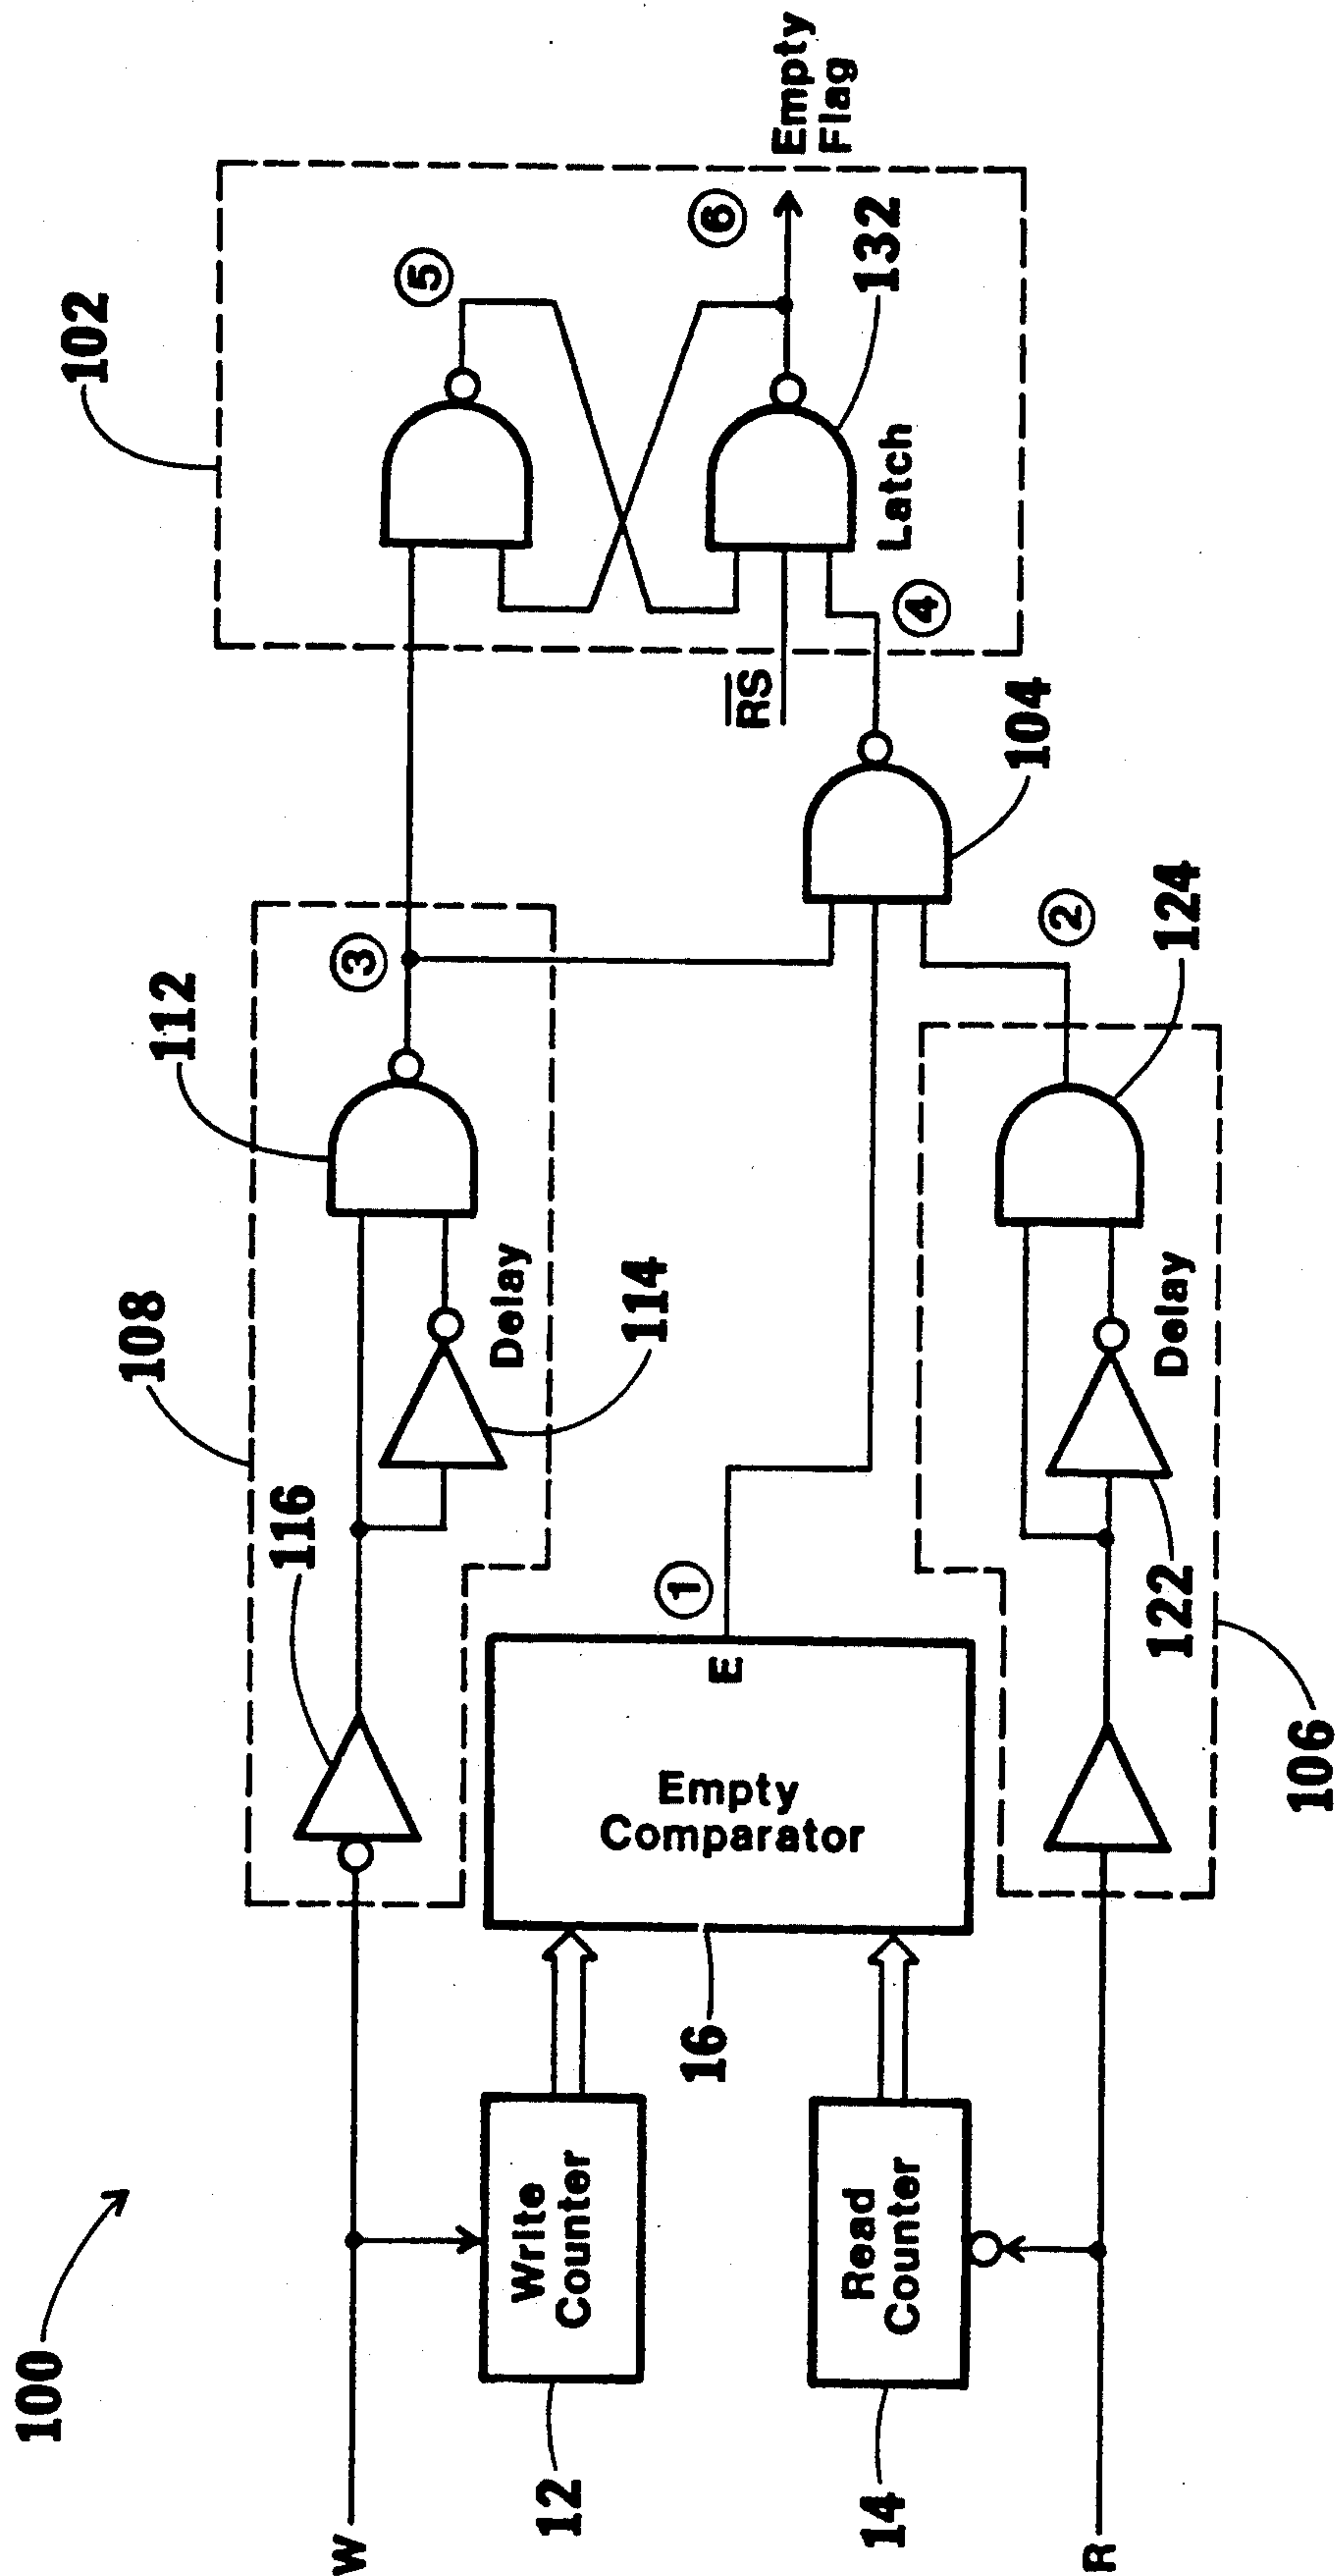 100
W
12
Write
Counter
116
108
Delay
114
112
③
102
⑤
⑥
Empty
Flag
132
Latch
④
RS
104
16
Empty
Comparator
E
①
14
Read
Counter
R
122
Delay
106
②
124